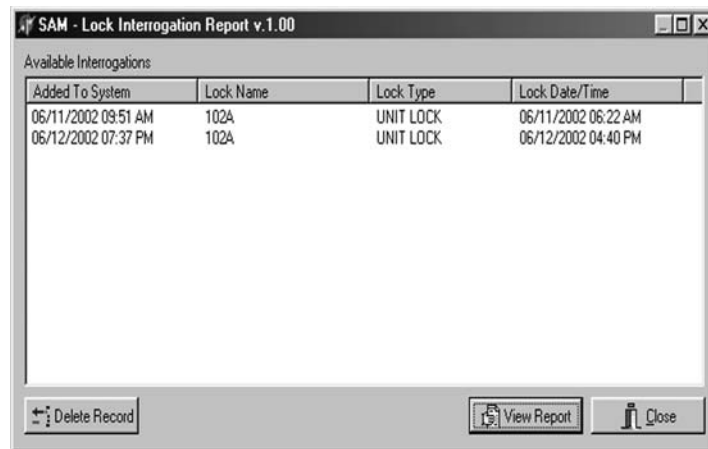 SAM - Lock Interrogation Report v.1.00
Available Interrogations
Added To System Lock Name Lock Type Lock Date/Time
06/11/2002 09:51 AM 102A UNIT LOCK 06/11/2002 06:22 AM
06/12/2002 07:37 PM 102A UNIT LOCK 06/12/2002 04:40 PM
Delete Record View Report Close